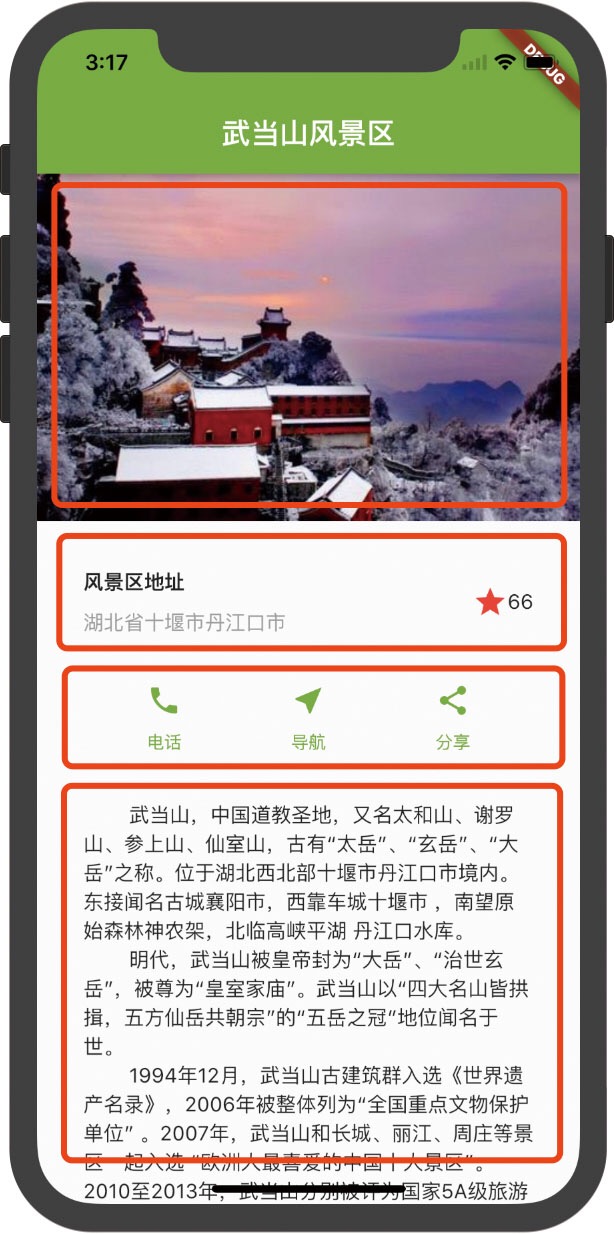 3:17
DEBUG
武当山风景区
风景区地址
湖北省十堰市丹江口市
66
电话
导航
分享
武当山，中国道教圣地，又名太和山、谢罗
山、参上山、仙室山，古有“太岳”、“玄岳”、“大
岳”之称。位于湖北西北部十堰市丹江口市境内。
东接闻名古城襄阳市，西靠车城十堰市 ，南望原
始森林神农架，北临高峡平湖 丹江口水库。
明代，武当山被皇帝封为“大岳”、“治世玄
岳”，被尊为“皇室家庙”。武当山以“四大名山皆拱
揖，五方仙岳共朝宗”的“五岳之冠”地位闻名于
世。
1994年12月，武当山古建筑群入选《世界遗
产名录》，2006年被整体列为“全国重点文物保护
单位” 。2007年，武当山和长城、丽江、周庄等景
区一起入选 “欧洲人最喜爱的中国十大景区”。
2010至2013年，武当山分别被评为国家5A级旅游